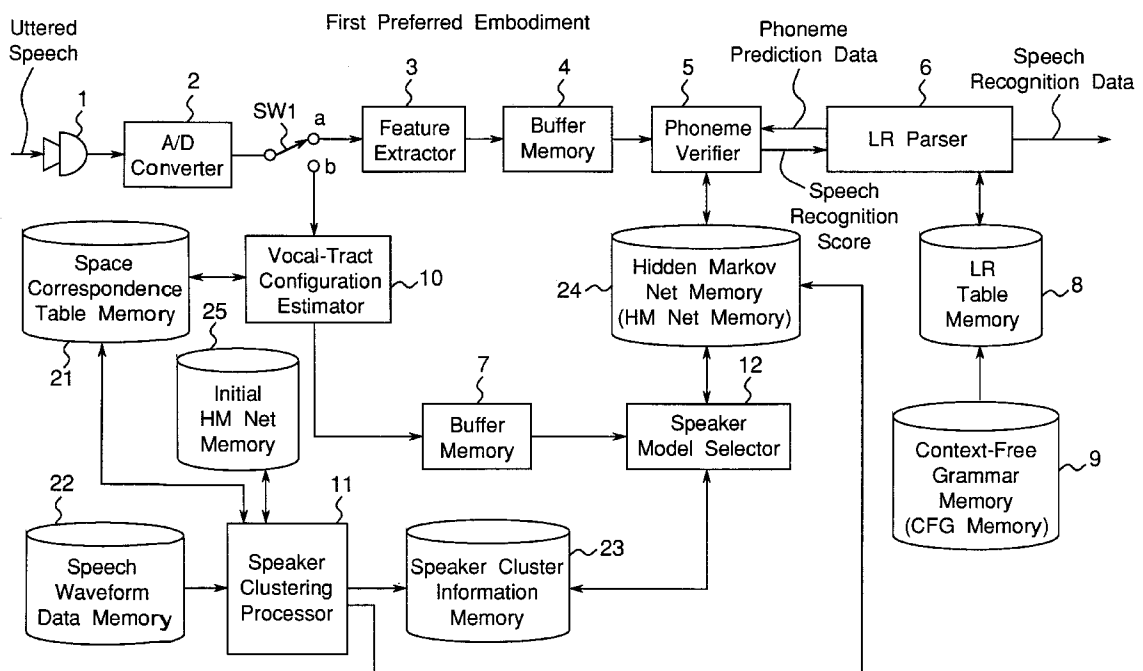 First Preferred Embodiment
Uttered
Speech
1
2
A/D
Converter
SW1
a
b
3
Feature
Extractor
4
Buffer
Memory
5
Phoneme
Verifier
Phoneme
Prediction Data
6
LR Parser
Speech
Recognition Data
Speech
Recognition
Score
Space
Correspondence
Table Memory
21
Vocal-Tract
Configuration
Estimator
10
24
Hidden Markov
Net Memory
(HM Net Memory)
LR
Table
Memory
8
25
Initial
HM Net
Memory
7
Buffer
Memory
12
Speaker
Model Selector
Context-Free
Grammar
Memory
(CFG Memory)
9
22
Speech
Waveform
Data Memory
11
Speaker
Clustering
Processor
23
Speaker Cluster
Information
Memory